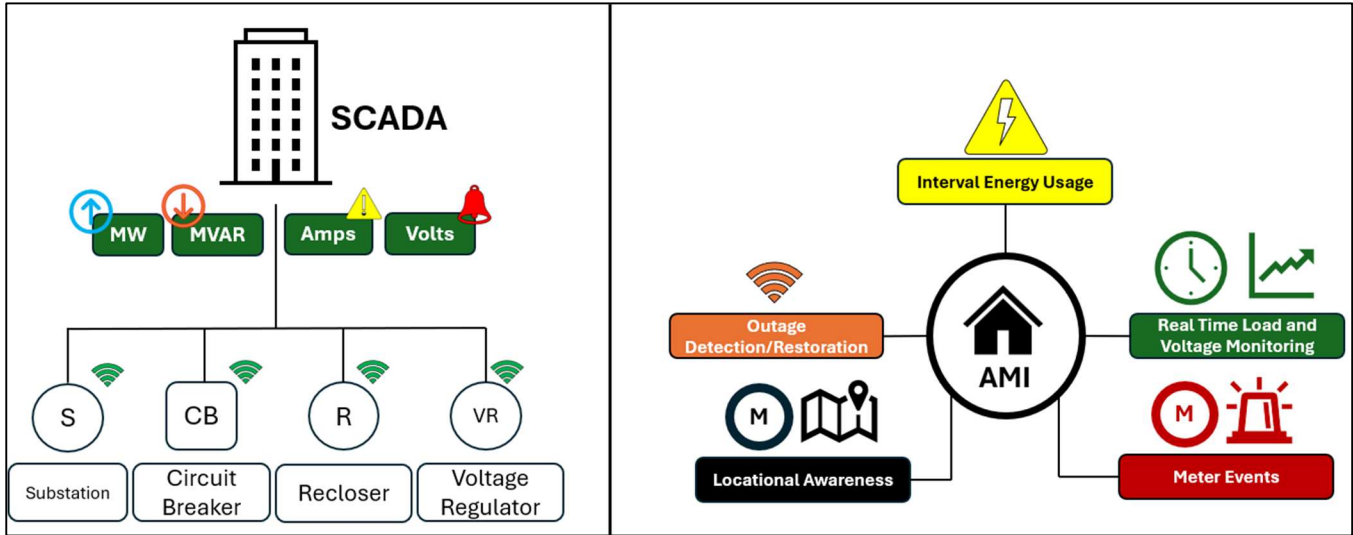 SCADA
MW
MVAR
Amps
Volts
S
CB
R
VR
Substation
Circuit
Breaker
Recloser
Voltage
Regulator
Interval Energy Usage
Outage
Detection/Restoration
Real Time Load and
Voltage Monitoring
AMI
M
Locational Awareness
M
Meter Events